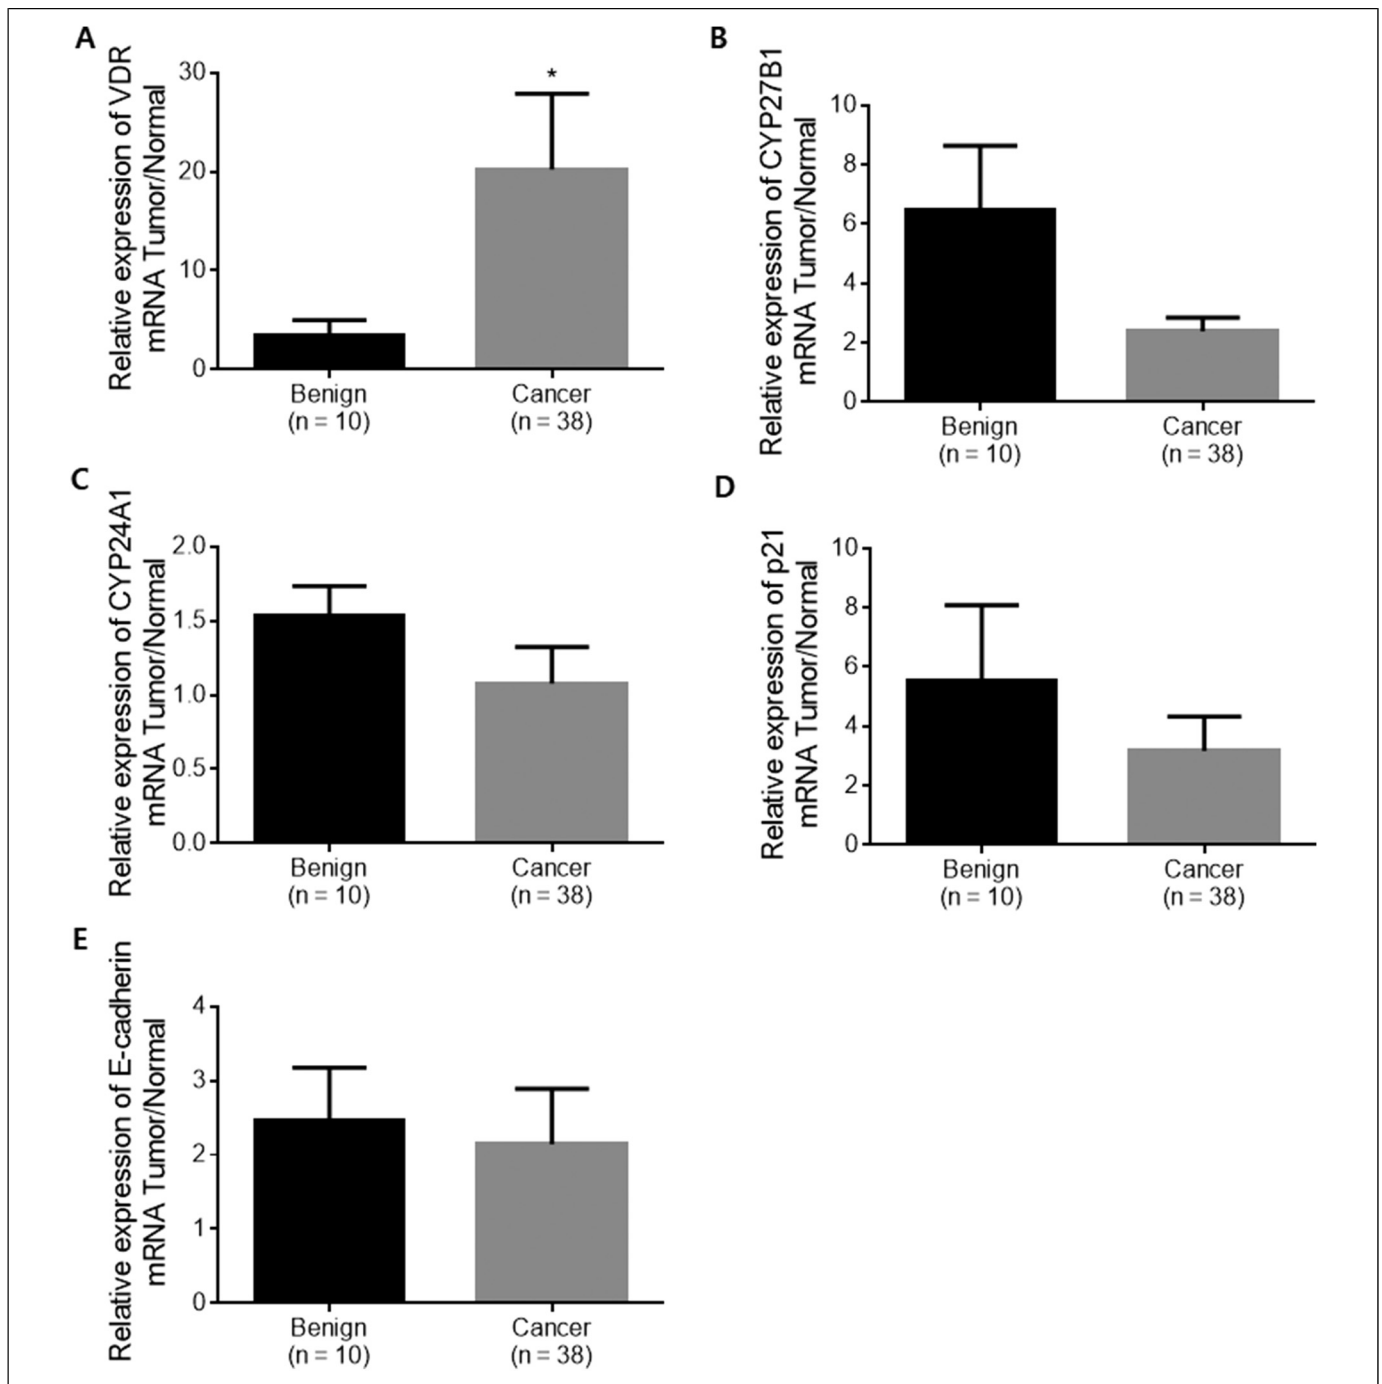 A
Relative expression of VDR
mRNA Tumor/Normal
30
20
10
0
*
Benign
(n = 10)
Cancer
(n = 38)
B
Relative expression of CYP27B1
mRNA Tumor/Normal
10
8
6
4
2
0
Benign
(n = 10)
Cancer
(n = 38)
C
Relative expression of CYP24A1
mRNA Tumor/Normal
2.0
1.5
1.0
0.5
0.0
Benign
(n = 10)
Cancer
(n = 38)
D
Relative expression of p21
mRNA Tumor/Normal
10
8
6
4
2
0
Benign
(n = 10)
Cancer
(n = 38)
E
Relative expression of E-cadherin
mRNA Tumor/Normal
4
3
2
1
0
Benign
(n = 10)
Cancer
(n = 38)